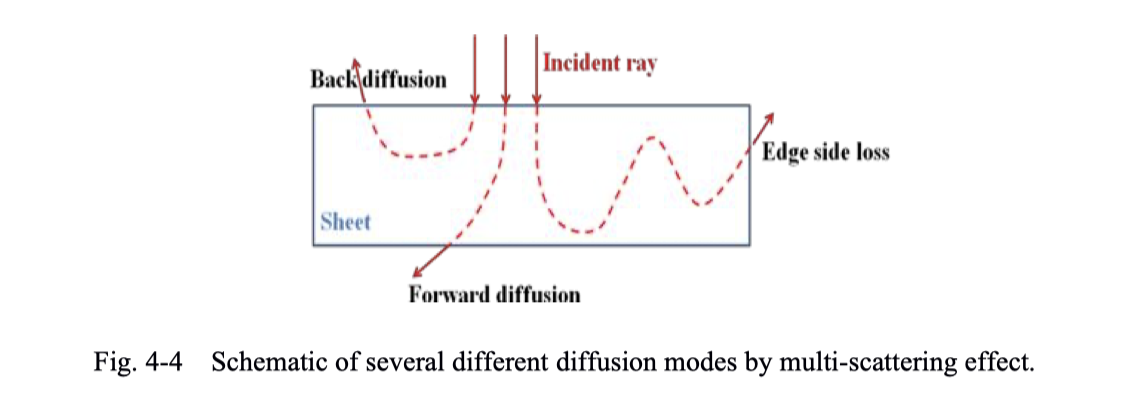 Incident ray
Back diffusion
Edge side loss
Sheet
Forward diffusion
Fig. 4-4 Schematic of several different diffusion modes by multi-scattering effect.